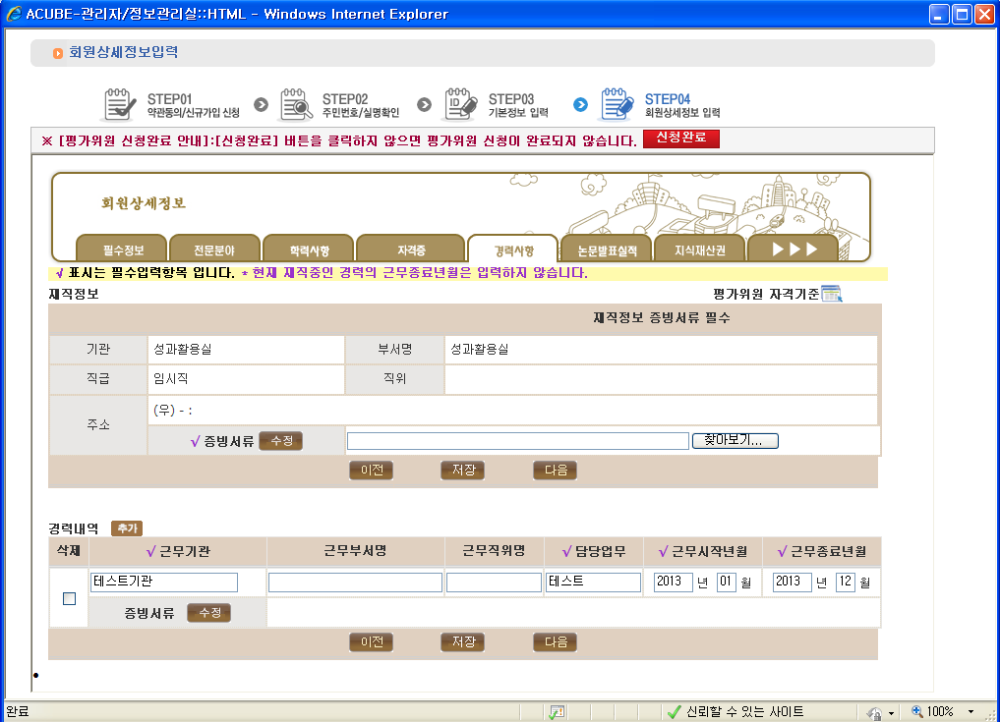 ACUBE-관리자/정보관리실::HTML - Windows Internet Explorer
회원상세정보입력
STEP01 STEP02 STEP03 STEP04
약관동의/신규가입 신청 주민번호/실명확인 기본정보 입력 회원상세정보 입력
※ [평가위원 신청완료 안내]:[신청완료] 버튼을 클릭하지 않으면 평가위원 신청이 완료되지 않습니다. 신청완료
회원상세정보
필수정보 전문분야 학력사항 자격증 경력사항 논문발표실적 지식재산권 ▶ ▶ ▶
√ 표시는 필수입력항목 입니다. * 현재 재직중인 경력의 근무종료년월은 입력하지 않습니다.
재직정보 평가위원 자격기준
재직정보 증빙서류 필수
기관 성과활용실 부서명 성과활용실
직급 임시직 직위
주소 (우) - :
√ 증빙서류 수정 찾아보기...
이전 저장 다음
경력내역 추가
삭제 √ 근무기관 근무부서명 근무직위명 √ 담당업무 √ 근무시작년월 √ 근무종료년월
테스트기관 테스트 2013 년 01 월 2013 년 12 월
증빙서류 수정
이전 저장 다음
•
완료 신뢰할 수 있는 사이트 100%